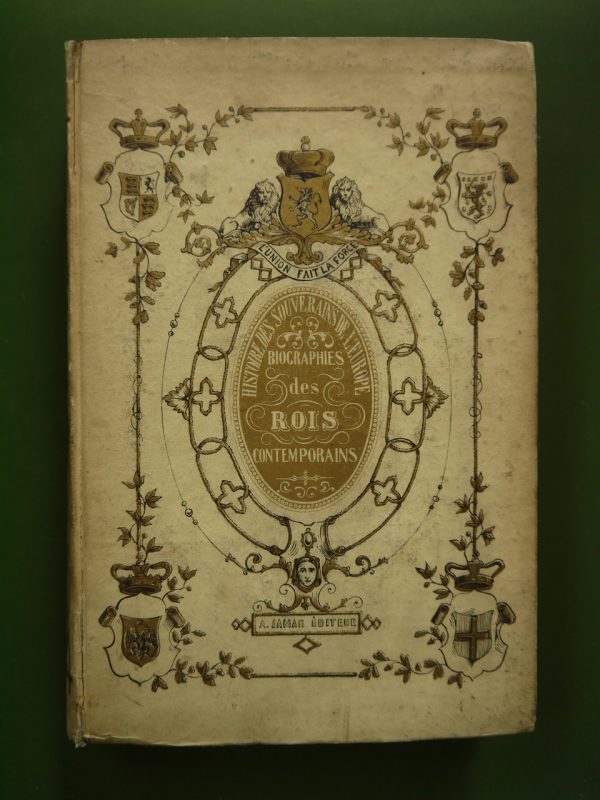 L'UNION FAIT LA FORCE
HISTOIRE DES SOUVERAINS DE L'EUROPE
BIOGRAPHIES
des
ROIS
CONTEMPORAINS
A. JAMAR ÉDITEUR